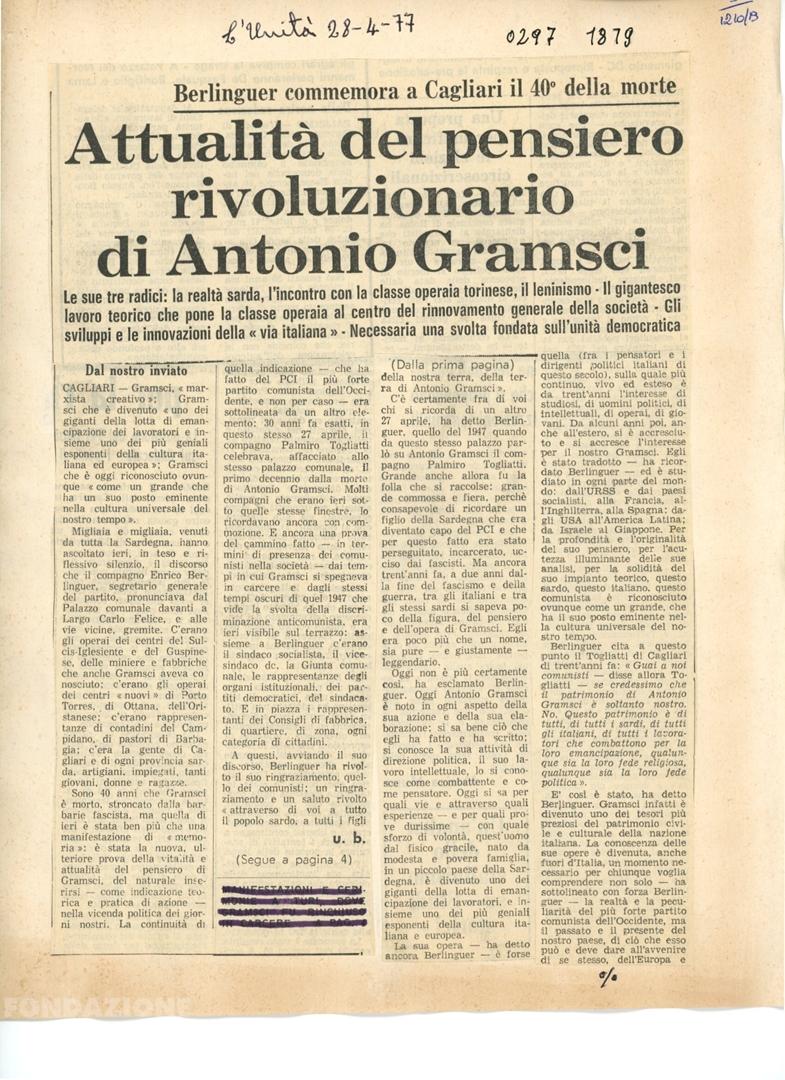 L'Unità 28-4-77
0297 1879
1210/B
Berlinguer commemora a Cagliari il 40º della morte
Attualità del pensiero
rivoluzionario
di Antonio Gramsci
Le sue tre radici: la realtà sarda, l'incontro con la classe operaia torinese, il leninismo - Il gigantesco
lavoro teorico che pone la classe operaia al centro del rinnovamento generale della società - Gli
sviluppi e le innovazioni della « via italiana » - Necessaria una svolta fondata sull'unità democratica
Dal nostro inviato
CAGLIARI — Gramsci, « mar-
xista creativo »; Gram-
sci che è divenuto « uno dei
giganti della lotta di eman-
cipazione dei lavoratori e in-
sieme uno dei più geniali
esponenti della cultura ita-
liana ed europea »; Gramsci
che è oggi riconosciuto ovun-
que « come un grande che
ha un suo posto eminente
nella cultura universale del
nostro tempo ».
Migliaia e migliaia, venuti
da tutta la Sardegna, hanno
ascoltato ieri, in teso e ri-
flessivo silenzio, il discorso
che il compagno Enrico Ber-
linguer, segretario generale
del partito, pronunciava dal
Palazzo comunale davanti a
Largo Carlo Felice, e alle
vie vicine, gremite. C'erano
gli operai dei centri del Sul-
cis-Iglesiente e del Guspine-
se, delle miniere e fabbriche
che anche Gramsci aveva co-
nosciuto; c'erano gli operai
dei centri « nuovi » di Porto
Torres, di Ottana, dell'Ori-
stanese; c'erano rappresen-
tanze di contadini del Cam-
pidano, di pastori di Barba-
gia; c'era la gente di Ca-
gliari e di ogni provincia sar-
da, artigiani, impiegati, tanti
giovani, donne e ragazze.
Sono 40 anni che Gramsci
è morto, stroncato dalla bar-
barie fascista, ma quella di
ieri è stata ben più che una
manifestazione di « memo-
ria »: è stata la nuova, ul-
teriore prova della vitalità e
attualità del pensiero di
Gramsci, del naturale inse-
rirsi — come indicazione teo-
rica e pratica di azione —
nella vicenda politica dei gior-
ni nostri. La continuità di
quella indicazione — che ha
fatto del PCI il più forte
partito comunista dell'Occi-
dente, e non per caso — era
sottolineata da un altro ele-
mento: 30 anni fa esatti, in
questo stesso 27 aprile, il
compagno Palmiro Togliatti
celebrava, affacciato allo
stesso palazzo comunale, il
primo decennio dalla morte
di Antonio Gramsci. Molti
compagni che erano ieri sot-
to quelle stesse finestre, lo
ricordavano ancora con com-
mozione. E ancora una prova
del cammino fatto — in ter-
mini di presenza dei comu-
nisti nella società — dai tem-
pi in cui Gramsci si spegneva
in carcere e dagli stessi
tempi oscuri di quel 1947 che
vide la svolta della discri-
minazione anticomunista, era
ieri visibile sul terrazzo: as-
sieme a Berlinguer c'erano
il sindaco socialista, il vice-
sindaco dc, la Giunta comu-
nale, le rappresentanze degli
organi istituzionali, dei par-
titi democratici, del sindaca-
to. E in piazza i rappresen-
tanti dei Consigli di fabbrica,
di quartiere, di zona, ogni
categoria di cittadini.
A questi, avviando il suo
discorso, Berlinguer ha rivol-
to il suo ringraziamento, quel-
lo dei comunisti; un ringra-
ziamento e un saluto rivolto
« attraverso di voi a tutto
il popolo sardo, a tutti i figli
u. b.
(Segue a pagina 4)
MANIFESTAZIONI E CERI-
MONIE A TURI, DOVE
GRAMSCI FU RINCHIUSO
IN CARCERE A PAG.
(Dalla prima pagina)
della nostra terra, della ter-
ra di Antonio Gramsci ».
C'è certamente fra di voi
chi si ricorda di un altro
27 aprile, ha detto Berlin-
guer, quello del 1947 quando
da questo stesso palazzo par-
lò su Antonio Gramsci il com-
pagno Palmiro Togliatti.
Grande anche allora fu la
folla che si raccolse: gran-
de commossa e fiera, perchè
consapevole di ricordare un
figlio della Sardegna che era
diventato capo del PCI e che
per questo fatto era stato
perseguitato, incarcerato, uc-
ciso dai fascisti. Ma ancora
trent'anni fa, a due anni dal-
la fine del fascismo e della
guerra, tra gli italiani e tra
gli stessi sardi si sapeva po-
co della figura, del pensiero
e dell'opera di Gramsci. Egli
era poco più che un nome,
sia pure — e giustamente —
leggendario.
Oggi non è più certamente
così, ha esclamato Berlin-
guer. Oggi Antonio Gramsci
è noto in ogni aspetto della
sua azione e della sua ela-
borazione; si sa bene ciò che
egli ha fatto e ha scritto;
si conosce la sua attività di
direzione politica, il suo la-
voro intellettuale, lo si cono-
sce come combattente e co-
me pensatore. Oggi si sa per
quali vie e attraverso quali
esperienze — e per quali pro-
ve durissime — con quale
sforzo di volontà, quest'uomo
dal fisico gracile, nato da
modesta e povera famiglia,
in un piccolo paese della Sar-
degna, è divenuto uno dei
giganti della lotta di eman-
cipazione dei lavoratori, e in-
sieme uno dei più geniali
esponenti della cultura ita-
liana e europea.
La sua opera — ha detto
ancora Berlinguer — è forse
quella (fra i pensatori e i
dirigenti politici italiani di
questo secolo), sulla quale più
continuo, vivo ed esteso è
da trent'anni l'interesse di
studiosi, di uomini politici, di
intellettuali, di operai, di gio-
vani. Da alcuni anni poi, an-
che all'estero, si è accresciu-
to e si accresce l'interesse
per il nostro Gramsci. Egli
è stato tradotto — ha ricor-
dato Berlinguer — ed è stu-
diato in ogni parte del mon-
do: dall'URSS e dai paesi
socialisti, alla Francia, al-
l'Inghilterra, alla Spagna; da-
gli USA all'America Latina;
da Israele al Giappone. Per
la profondità e l'originalità
del suo pensiero, per l'acu-
tezza illuminante delle sue
analisi, per la solidità del
suo impianto teorico, questo
sardo, questo italiano, questo
comunista è riconosciuto
ovunque come un grande, che
ha il suo posto eminente nel-
la cultura universale del no-
stro tempo.
Berlinguer cita a questo
punto il Togliatti di Cagliari
di trent'anni fa: « Guai a noi
comunisti — disse allora To-
gliatti — se credessimo che
il patrimonio di Antonio
Gramsci è soltanto nostro.
No. Questo patrimonio è di
tutti, di tutti i sardi, di tutti
gli italiani, di tutti i lavora-
tori che combattono per la
loro emancipazione, qualun-
que sia la loro fede religiosa,
qualunque sia la loro fede
politica ».
E' così è stato, ha detto
Berlinguer. Gramsci infatti è
divenuto uno dei tesori più
preziosi del patrimonio civi-
le e culturale della nazione
italiana. La conoscenza delle
sue opere è divenuta, anche
fuori d'Italia, un momento ne-
cessario per chiunque voglia
comprendere non solo — ha
sottolineato con forza Berlin-
guer — la realtà e la pecu-
liarità del più forte partito
comunista dell'Occidente, ma
il passato e il presente del
nostro paese, di ciò che esso
può e deve dare all'avvenire
di se stesso, dell'Europa e
%
FONDAZIONE